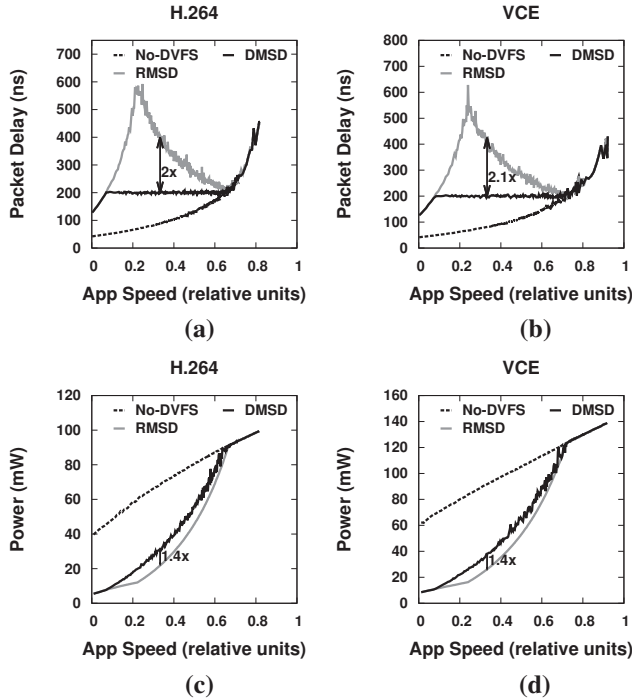 H.264
Packet Delay (ns)
750
700
600
500
400
300
200
100
0
No-DVFS
RMSD
DMSD
2x
0 0.2 0.4 0.6 0.8 1
App Speed (relative units)
(a)
VCE
Packet Delay (ns)
800
700
600
500
400
300
200
100
0
No-DVFS
RMSD
DMSD
2.1x
0 0.2 0.4 0.6 0.8 1
App Speed (relative units)
(b)
H.264
Power (mW)
120
100
80
60
40
20
0
No-DVFS
RMSD
DMSD
1.4x
0 0.2 0.4 0.6 0.8 1
App Speed (relative units)
(c)
VCE
Power (mW)
160
140
120
100
80
60
40
20
0
No-DVFS
RMSD
DMSD
1.4x
0 0.2 0.4 0.6 0.8 1
App Speed (relative units)
(d)